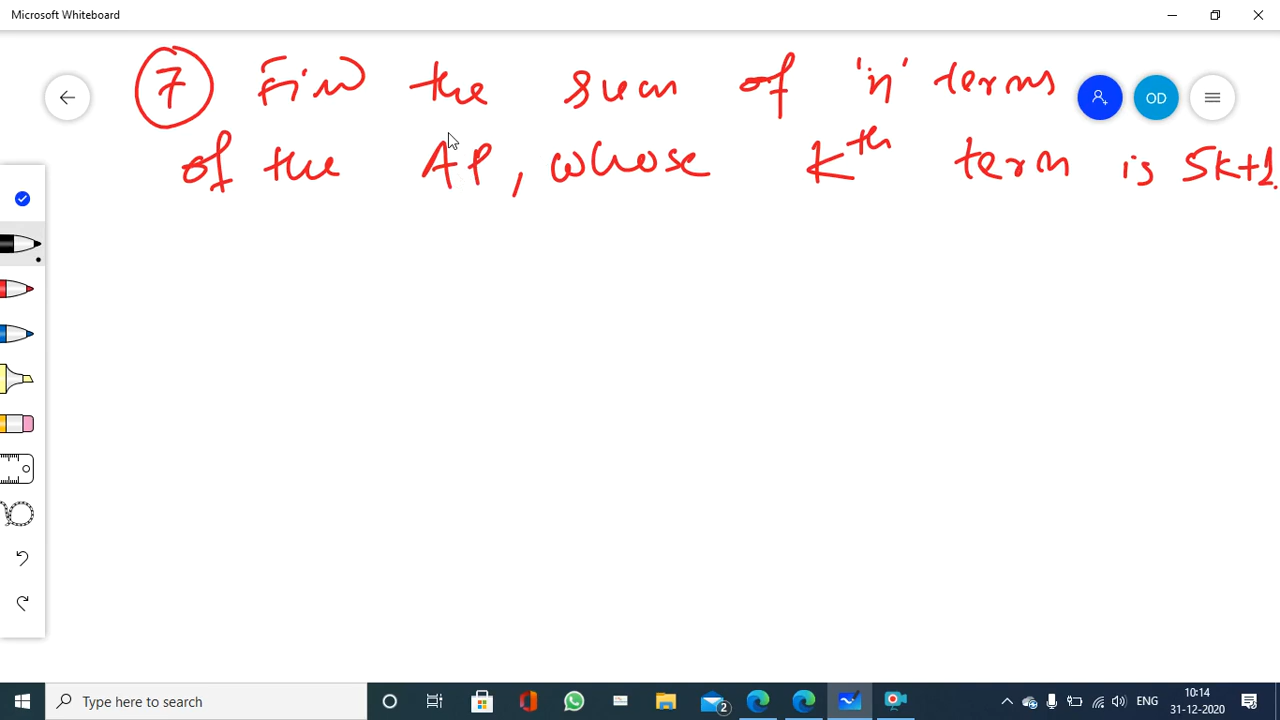 Microsoft Whiteboard
7 Find the sum of 'n' terms
OD
of the AP, whose kth term is 5k+1.
Type here to search
2
ENG
10:14
31-12-2020